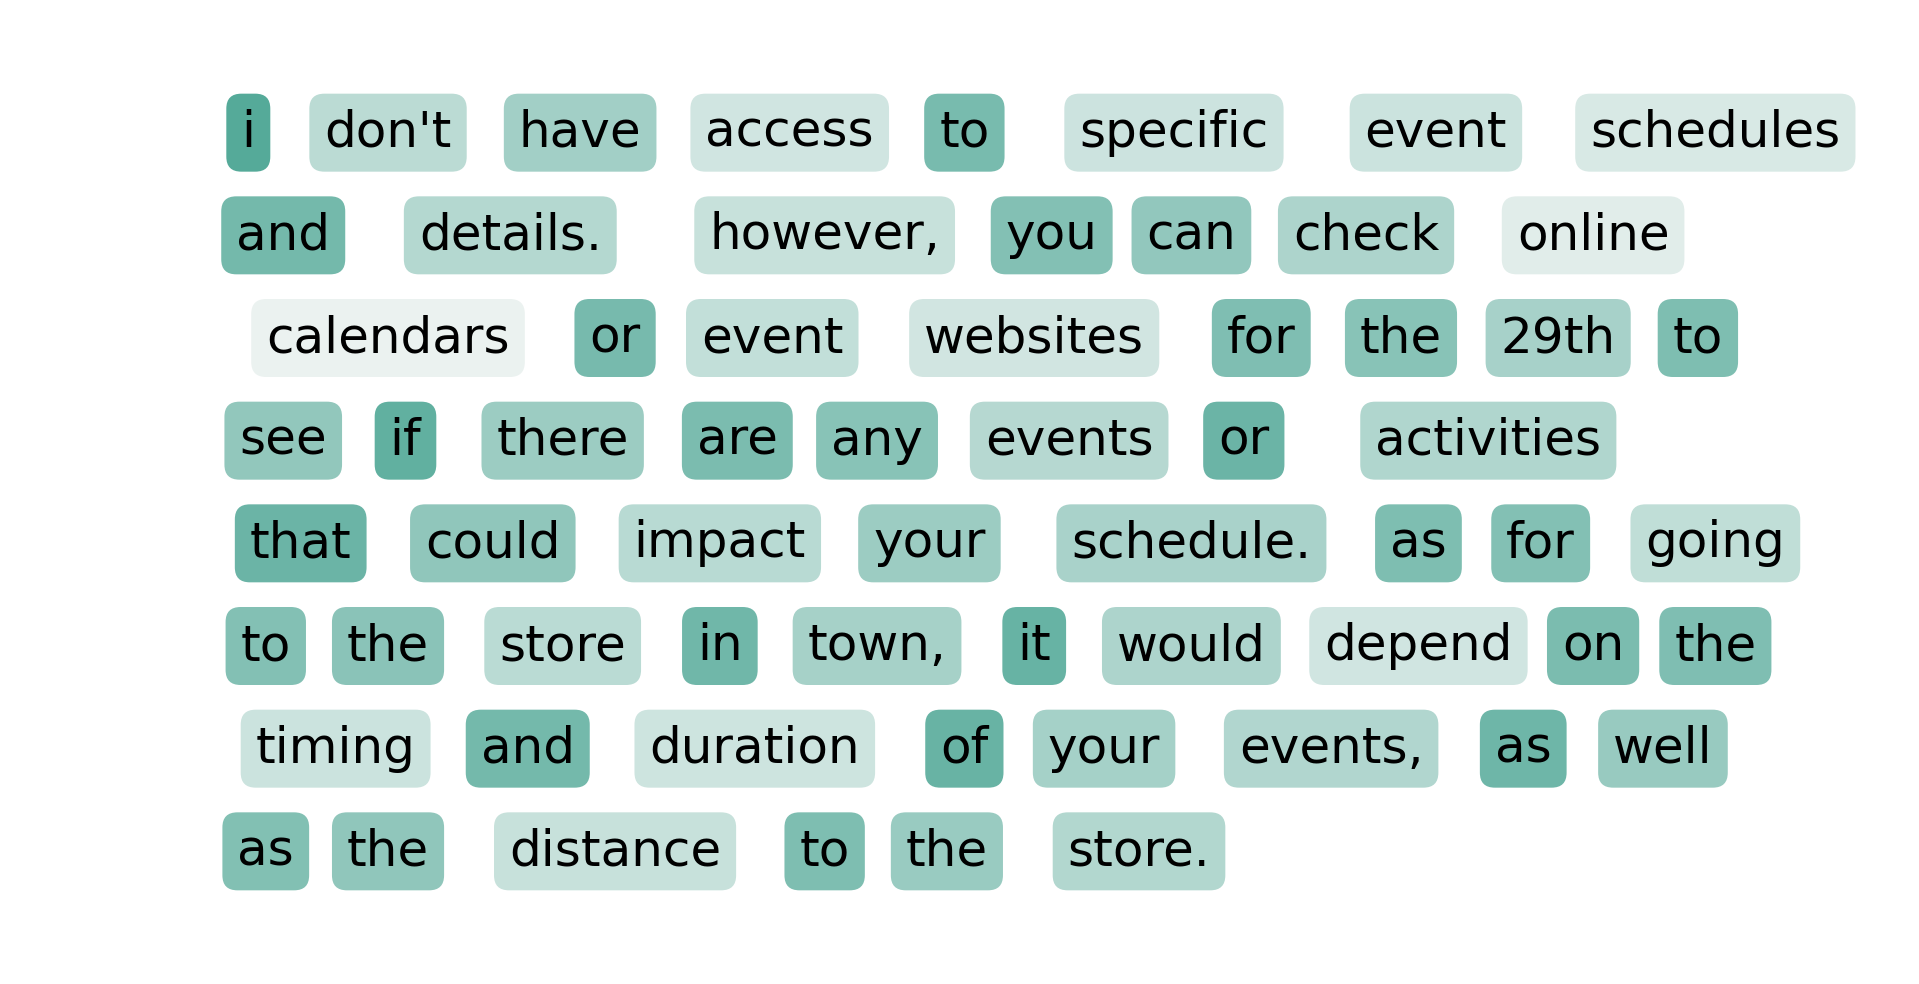 i don't have access to specific event schedules
and details. however, you can check online
calendars or event websites for the 29th to
see if there are any events or activities
that could impact your schedule. as for going
to the store in town, it would depend on the
timing and duration of your events, as well
as the distance to the store.